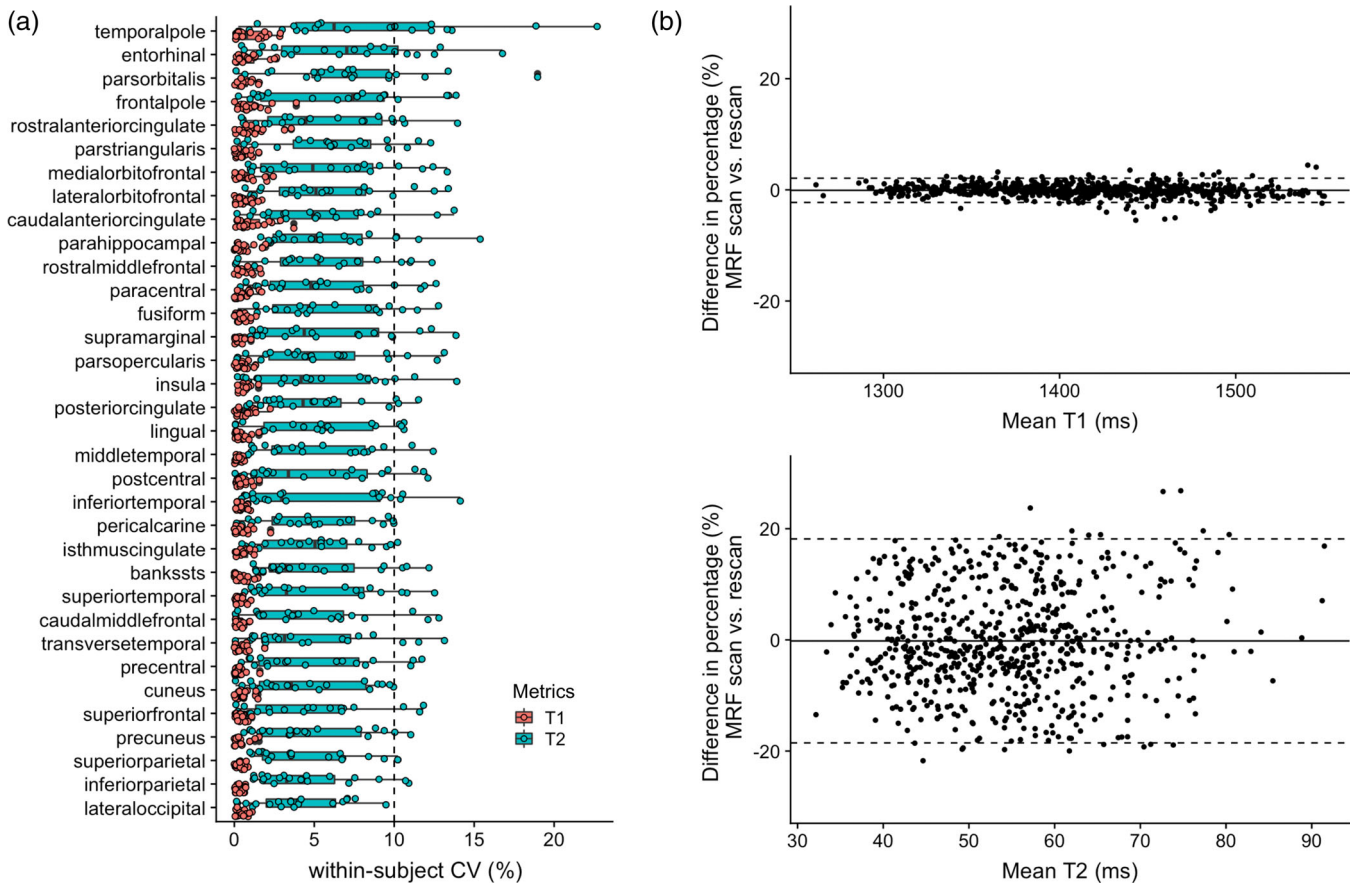 (a)
temporalpole
entorhinal
parsorbitalis
frontalpole
rostralanteriorcingulate
parstriangularis
medialorbitofrontal
lateralorbitofrontal
caudalanteriorcingulate
parahippocampal
rostralmiddlefrontal
paracentral
fusiform
supramarginal
parsopercularis
insula
posteriorcingulate
lingual
middletemporal
postcentral
inferiortemporal
pericalcarine
isthmuscingulate
bankssts
superiortemporal
caudalmiddlefrontal
transversetemporal
precentral
cuneus
superiorfrontal
precuneus
superiorparietal
inferiorparietal
lateraloccipital
Metrics
T1
T2
0 5 10 15 20
within-subject CV (%)
(b)
Difference in percentage (%)
MRF scan vs. rescan
20
0
-20
1300 1400 1500
Mean T1 (ms)
Difference in percentage (%)
MRF scan vs. rescan
20
0
-20
30 40 50 60 70 80 90
Mean T2 (ms)